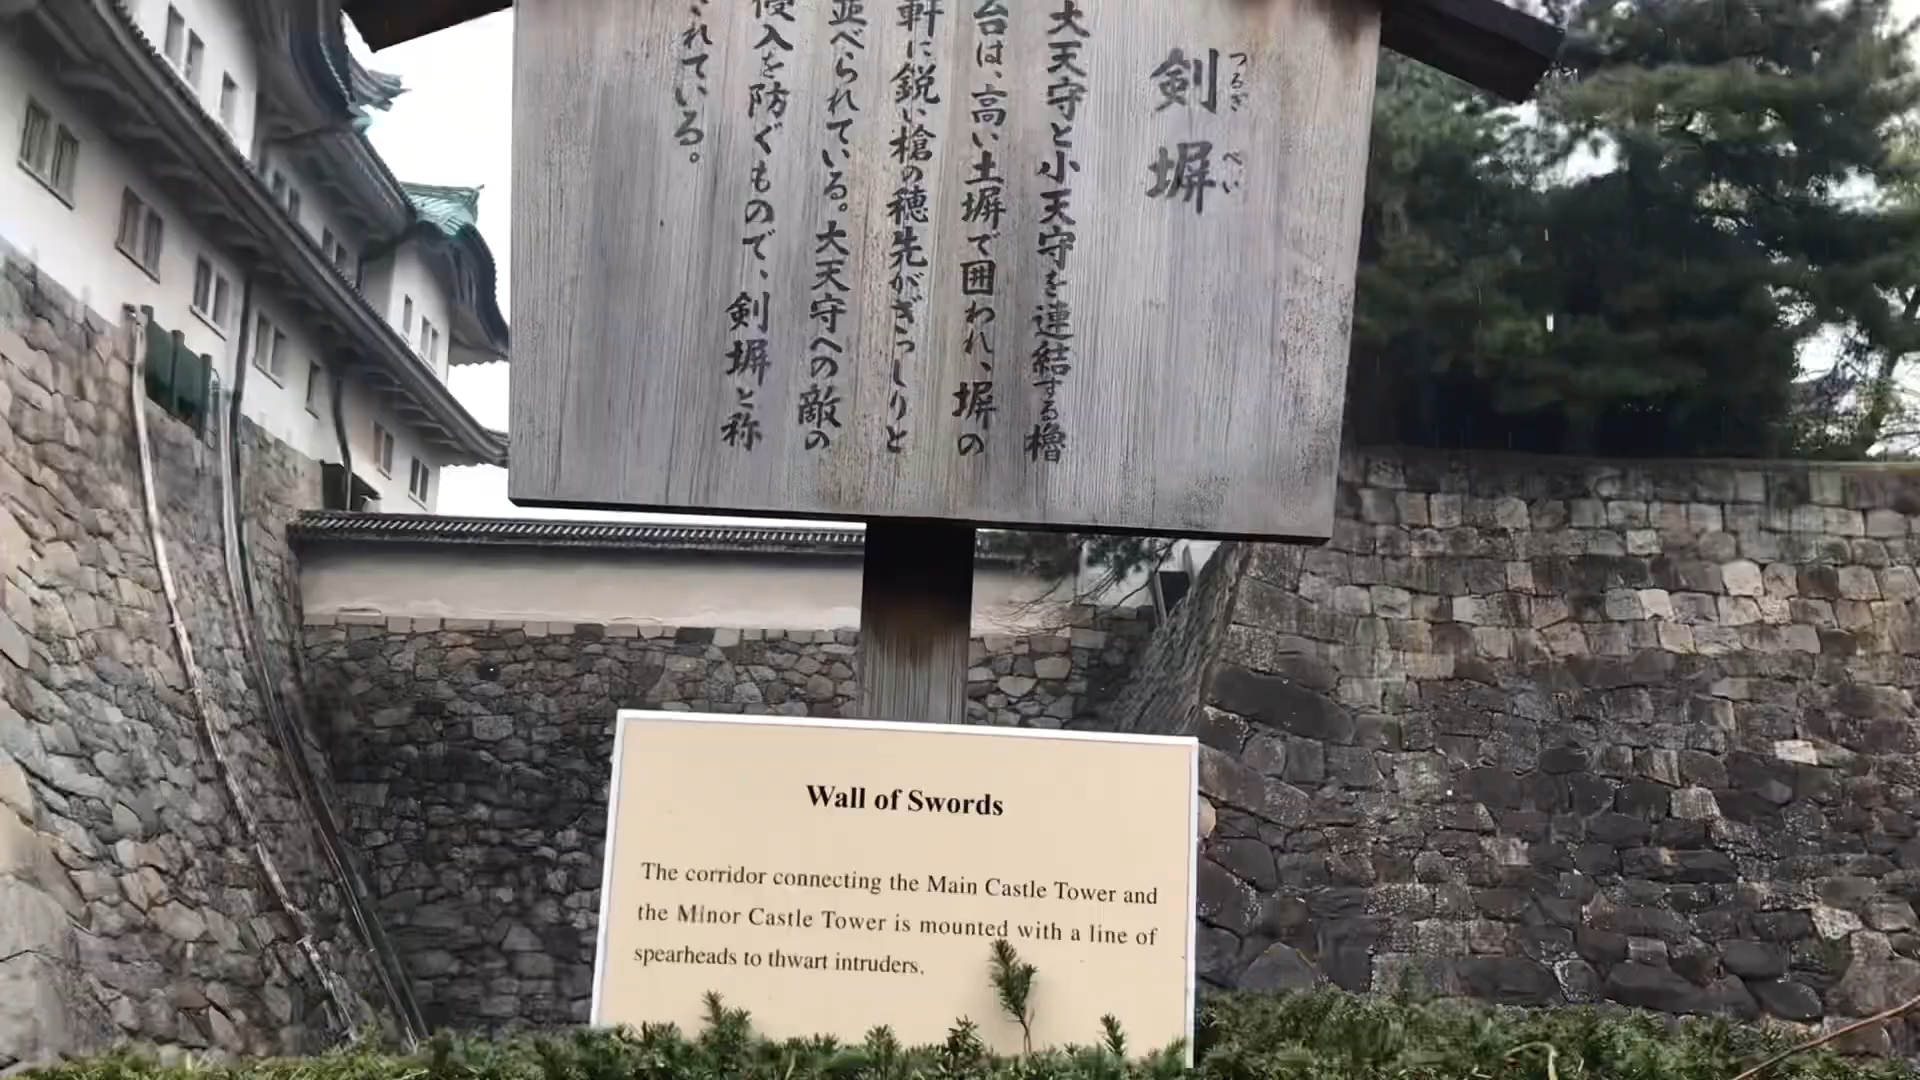 剣塀
つるぎ べい
大天守と小天守を連結する櫓
台は、高い土塀で囲われ、塀の
軒に鋭い槍の穂先がぎっしりと
並べられている。大天守への敵の
侵入を防ぐもので、剣塀と称
されている。
Wall of Swords
The corridor connecting the Main Castle Tower and
the Minor Castle Tower is mounted with a line of
spearheads to thwart intruders.